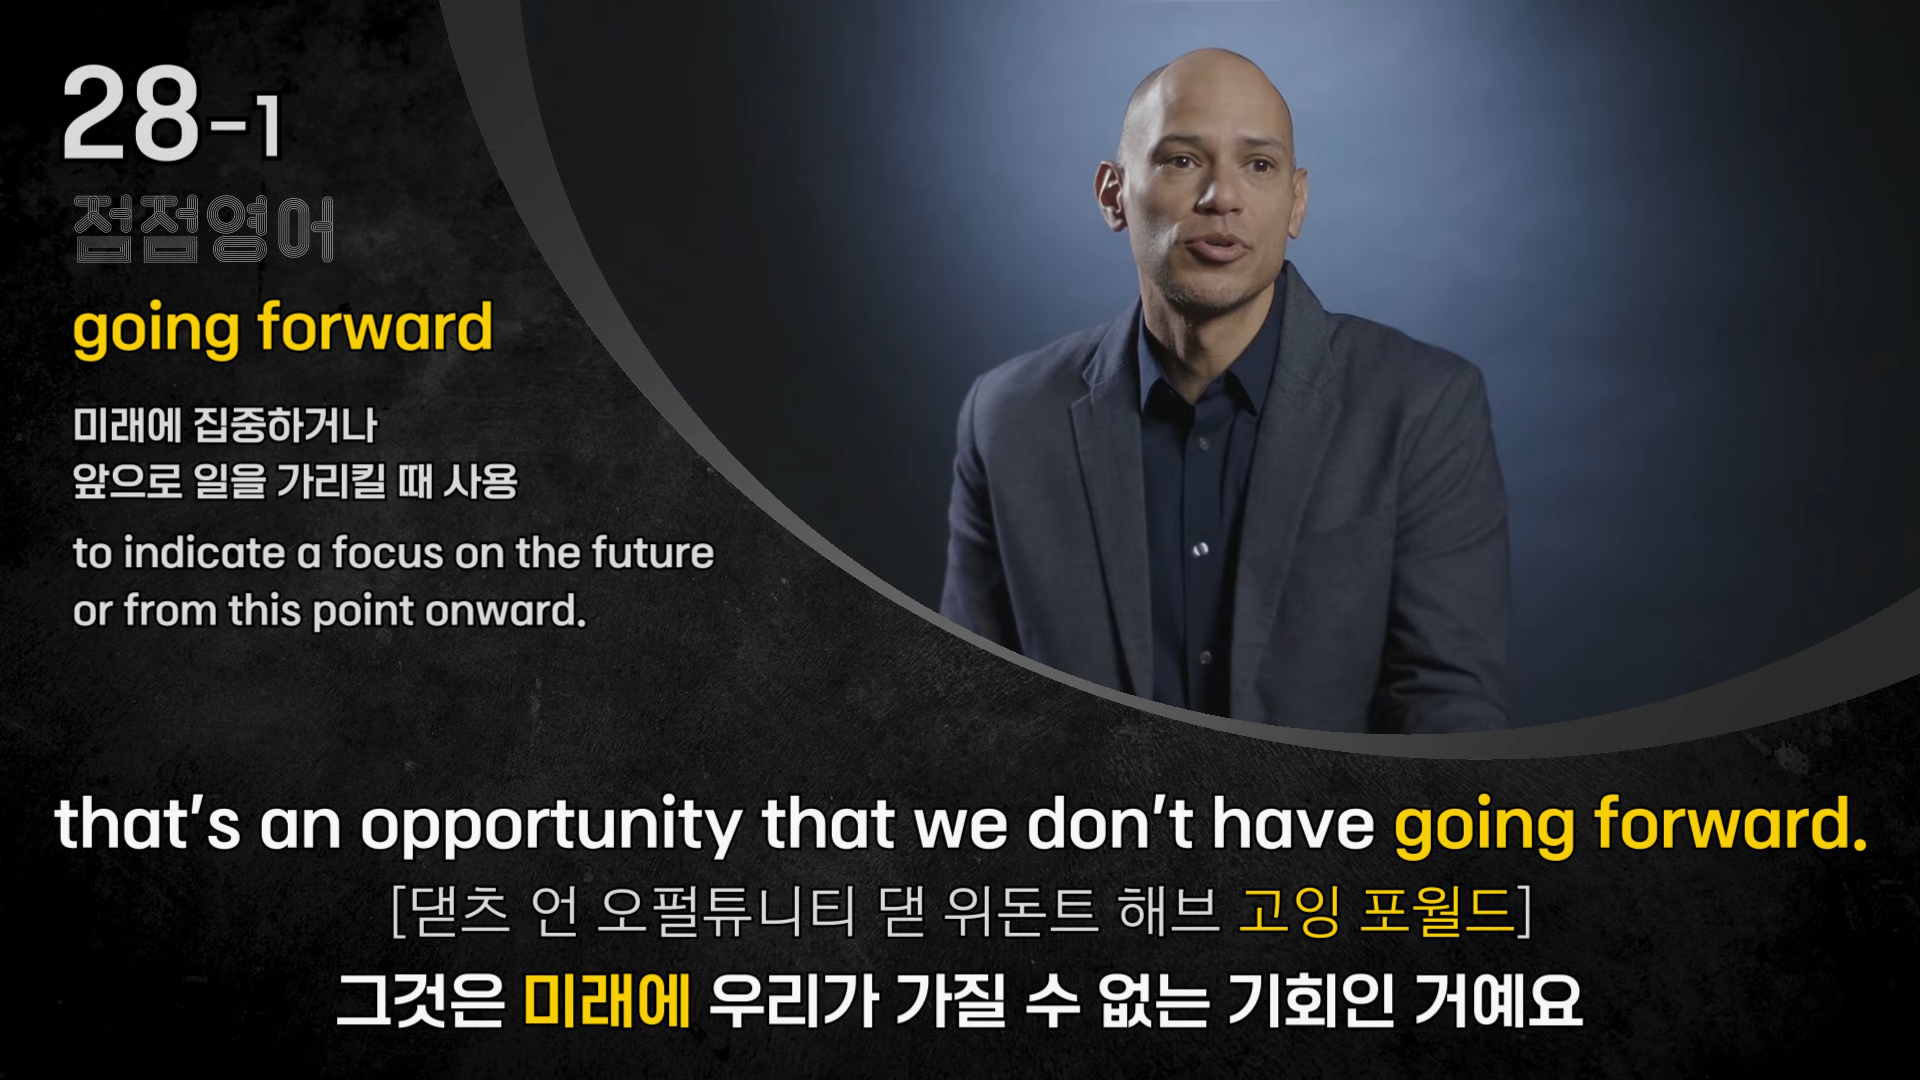 28-1
점점영어
going forward
미래에 집중하거나
앞으로 일을 가리킬 때 사용
to indicate a focus on the future
or from this point onward.
that's an opportunity that we don't have going forward.
[댇츠 언 오펄튜니티 댇 위돈트 해브 고잉 포월드]
그것은 미래에 우리가 가질 수 없는 기회인 거예요